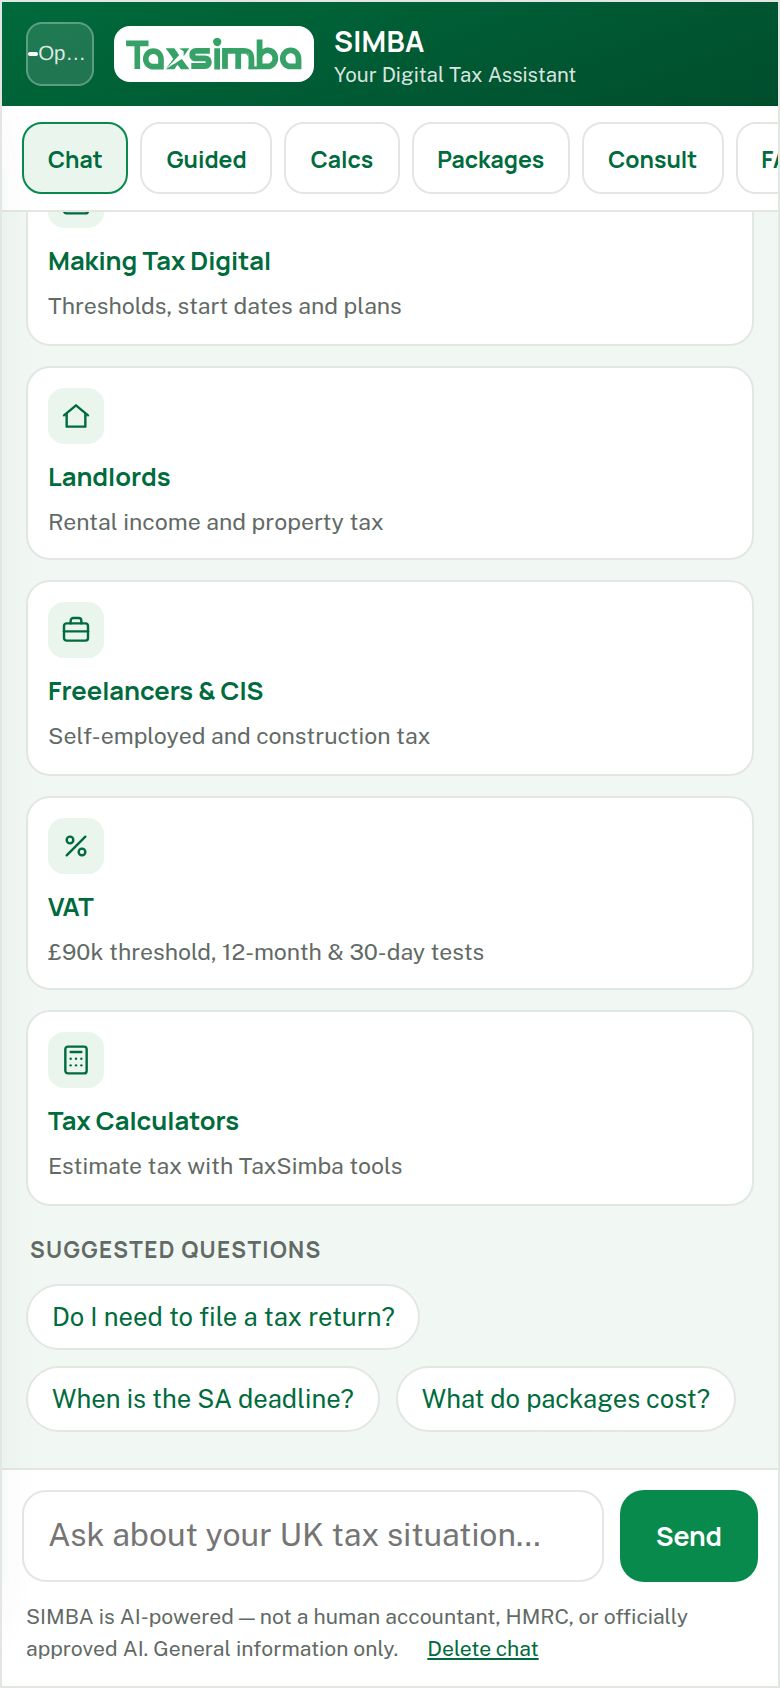 Op...
Taxsimba
SIMBA
Your Digital Tax Assistant
Chat
Guided
Calcs
Packages
Consult
Making Tax Digital
Thresholds, start dates and plans
Landlords
Rental income and property tax
Freelancers & CIS
Self-employed and construction tax
VAT
£90k threshold, 12-month & 30-day tests
Tax Calculators
Estimate tax with TaxSimba tools
SUGGESTED QUESTIONS
Do I need to file a tax return?
When is the SA deadline?
What do packages cost?
Ask about your UK tax situation...
Send
SIMBA is AI-powered — not a human accountant, HMRC, or officially
approved AI. General information only. Delete chat